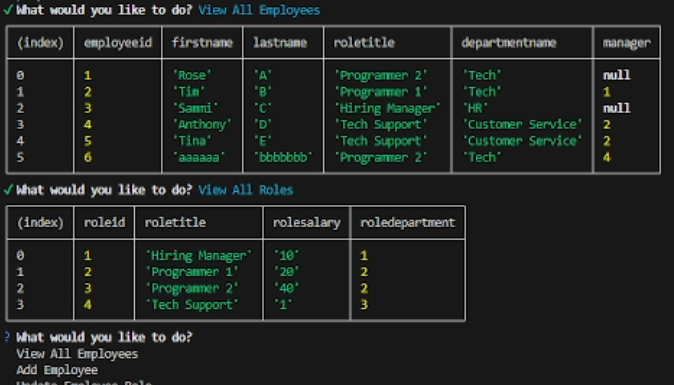 ✓ What would you like to do? View All Employees
(index) employeeid firstname lastname roletitle departmentname manager
0 1 'Rose' 'A' 'Programmer 2' 'Tech' null
1 2 'Tim' 'B' 'Programmer 1' 'Tech' 1
2 3 'Sammi' 'C' 'Hiring Manager' 'HR' null
3 4 'Anthony' 'D' 'Tech Support' 'Customer Service' 2
4 5 'Tina' 'E' 'Tech Support' 'Customer Service' 2
5 6 'aaaaaa' 'bbbbbbb' 'Programmer 2' 'Tech' 4
✓ What would you like to do? View All Roles
(index) roleid roletitle rolesalary roledepartment
0 1 'Hiring Manager' '10' 1
1 2 'Programmer 1' '20' 2
2 3 'Programmer 2' '40' 2
3 4 'Tech Support' '1' 3
? What would you like to do?
View All Employees
Add Employee
Update Employee Role